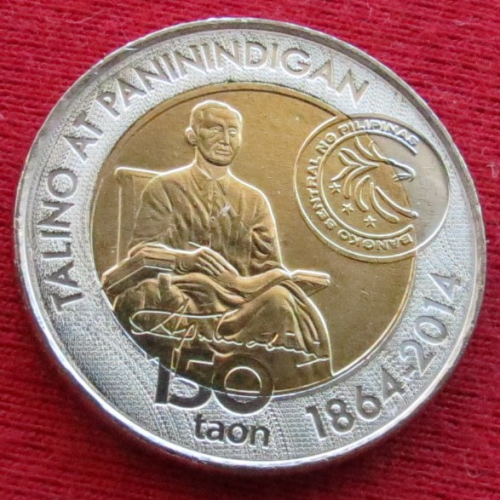 TALINO AT PANININDIGAN
BANGKO SENTRAL NG PILIPINAS
150
taon
1864-2014